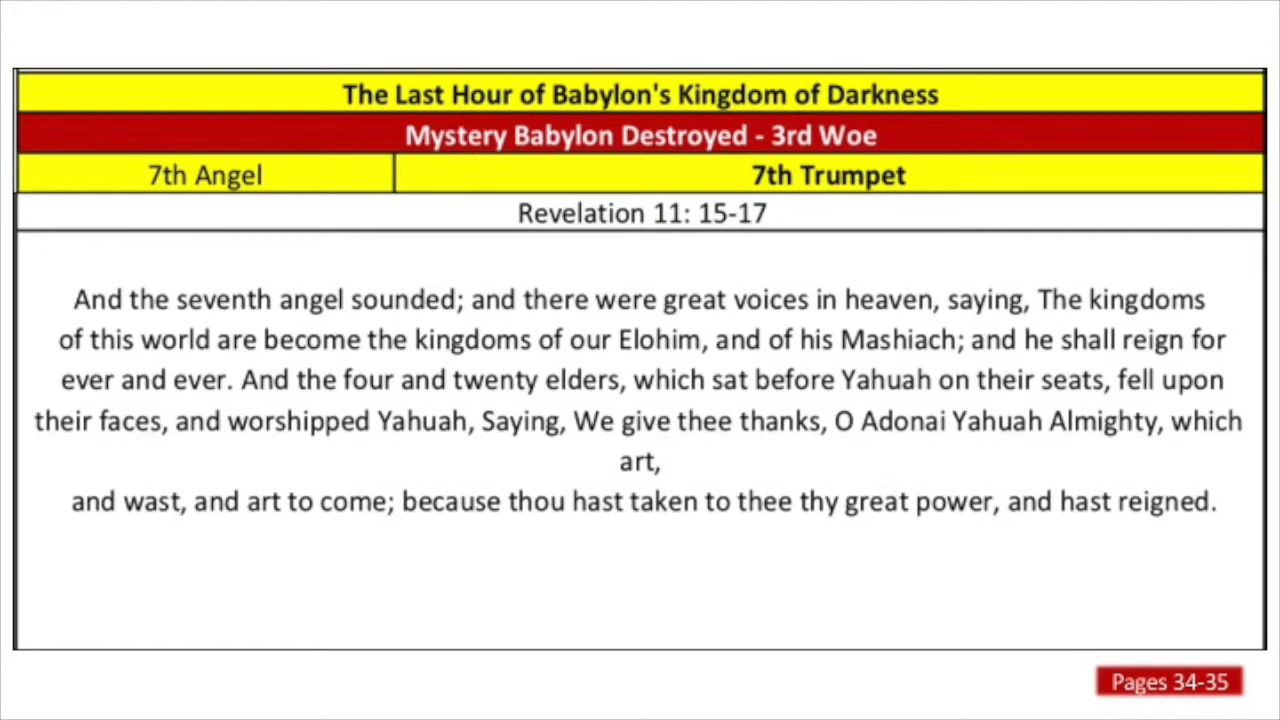 The Last Hour of Babylon's Kingdom of Darkness
Mystery Babylon Destroyed - 3rd Woe
7th Angel
7th Trumpet
Revelation 11: 15-17
And the seventh angel sounded; and there were great voices in heaven, saying, The kingdoms
of this world are become the kingdoms of our Elohim, and of his Mashiach; and he shall reign for
ever and ever. And the four and twenty elders, which sat before Yahuah on their seats, fell upon
their faces, and worshipped Yahuah, Saying, We give thee thanks, O Adonai Yahuah Almighty, which
art,
and wast, and art to come; because thou hast taken to thee thy great power, and hast reigned.
Pages 34-35